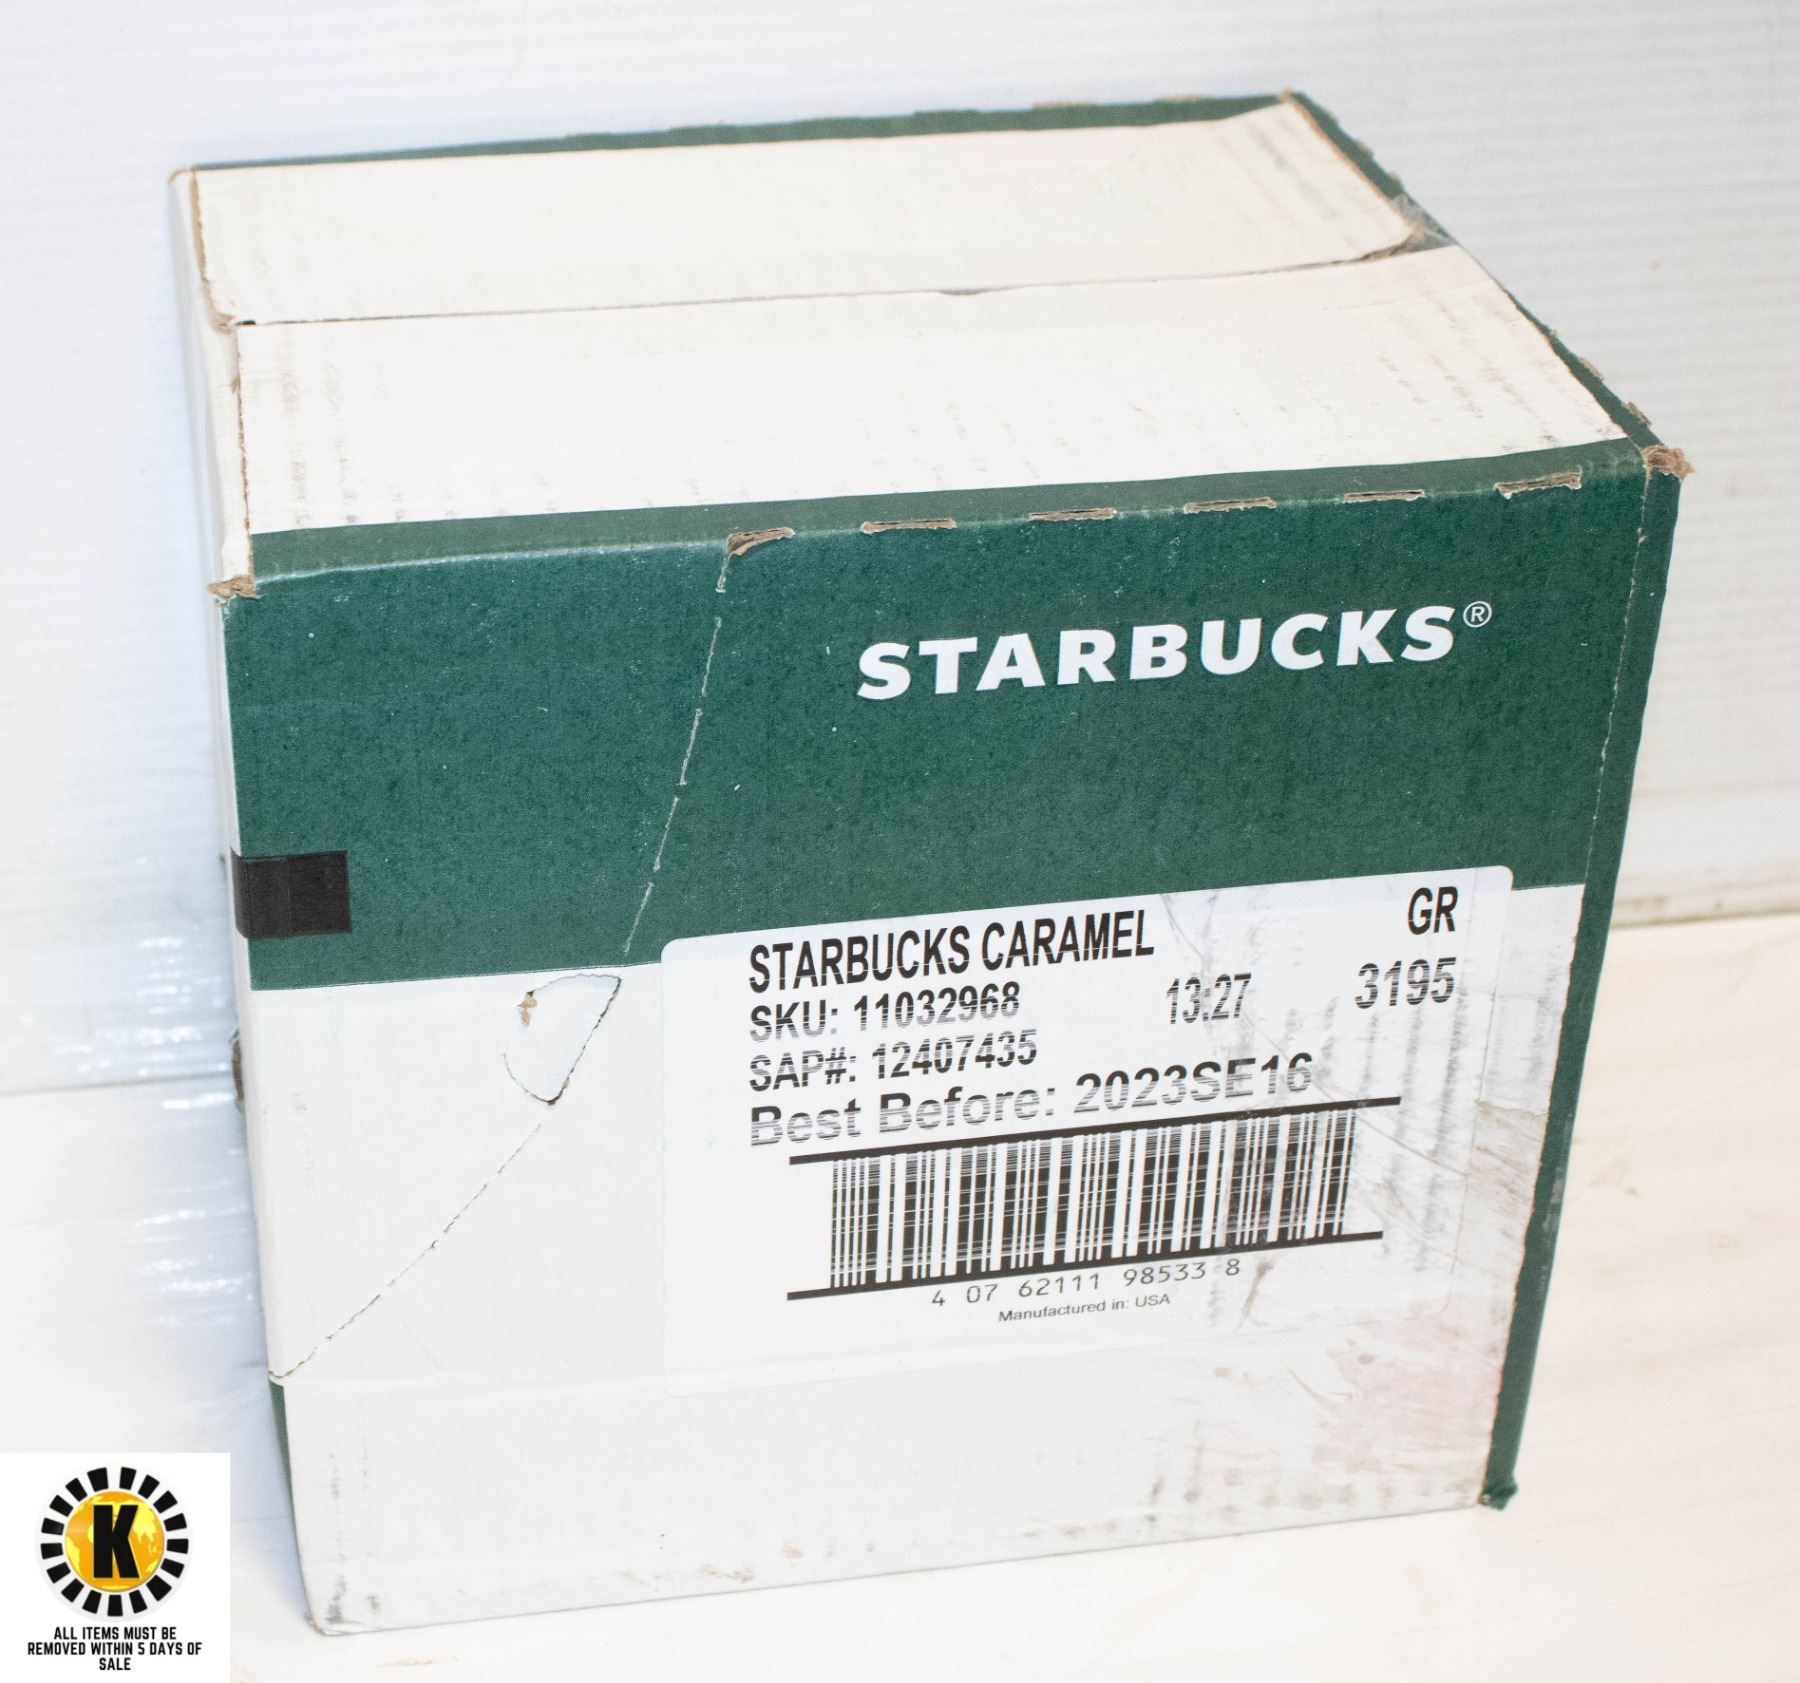 STARBUCKS®
STARBUCKS CARAMEL GR
SKU: 11032968 13:27 3195
SAP#: 12407435
Best Before: 2023SE16
4 07 62111 98533 8
Manufactured in: USA
K
ALL ITEMS MUST BE
REMOVED WITHIN 5 DAYS OF
SALE